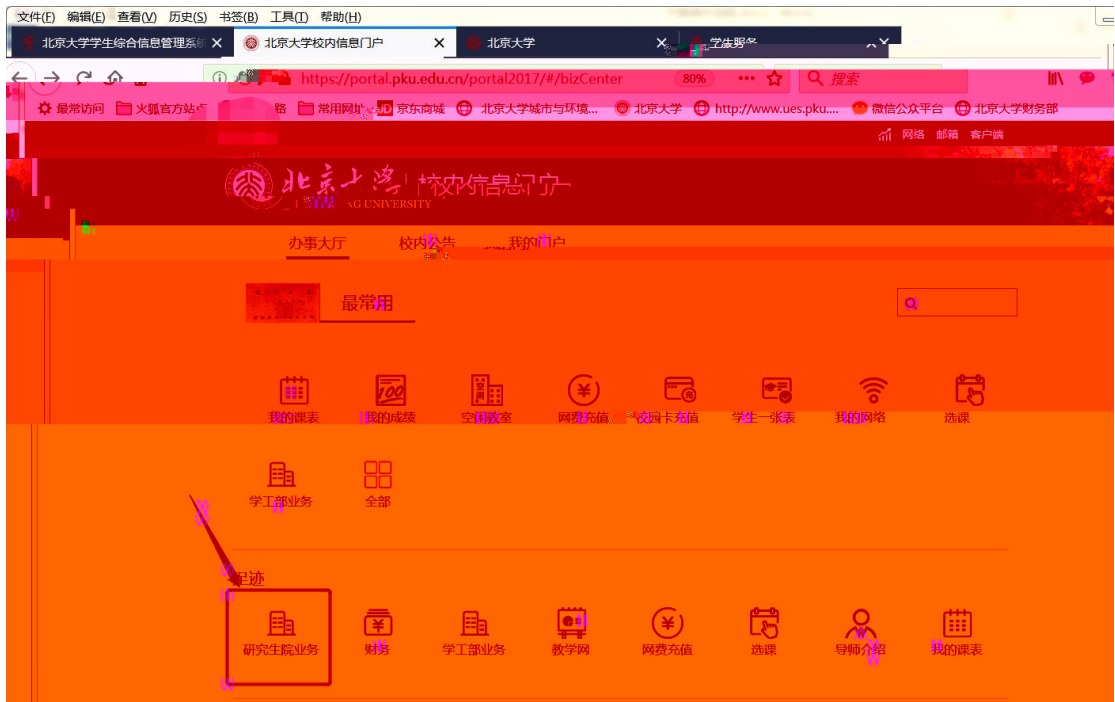 文件(F) 编辑(E) 查看(V) 历史(S) 书签(B) 工具(T) 帮助(H)
北京大学学生综合信息管理系统 北京大学校内信息门户 北京大学
https://portal.pku.edu.cn/portal2017/#/bizCenter 80% 搜索
最常访问 火狐官方站点 常用网址 JD 京东商城 北京大学城市与环境... 北京大学 http://www.ues.pku.... 微信公众平台 北京大学财务部
网络 邮箱 客户端
北京大学 校内信息门户
办事大厅 校内公告 我的门户
最常用
我的课表 我的成绩 空闲教室 网费充值 校园卡充值 学生一张表 我的网络 选课
学工部业务 全部
足迹
研究生院业务 财务 学工部业务 教学网 网费充值 选课 导师介绍 我的课表